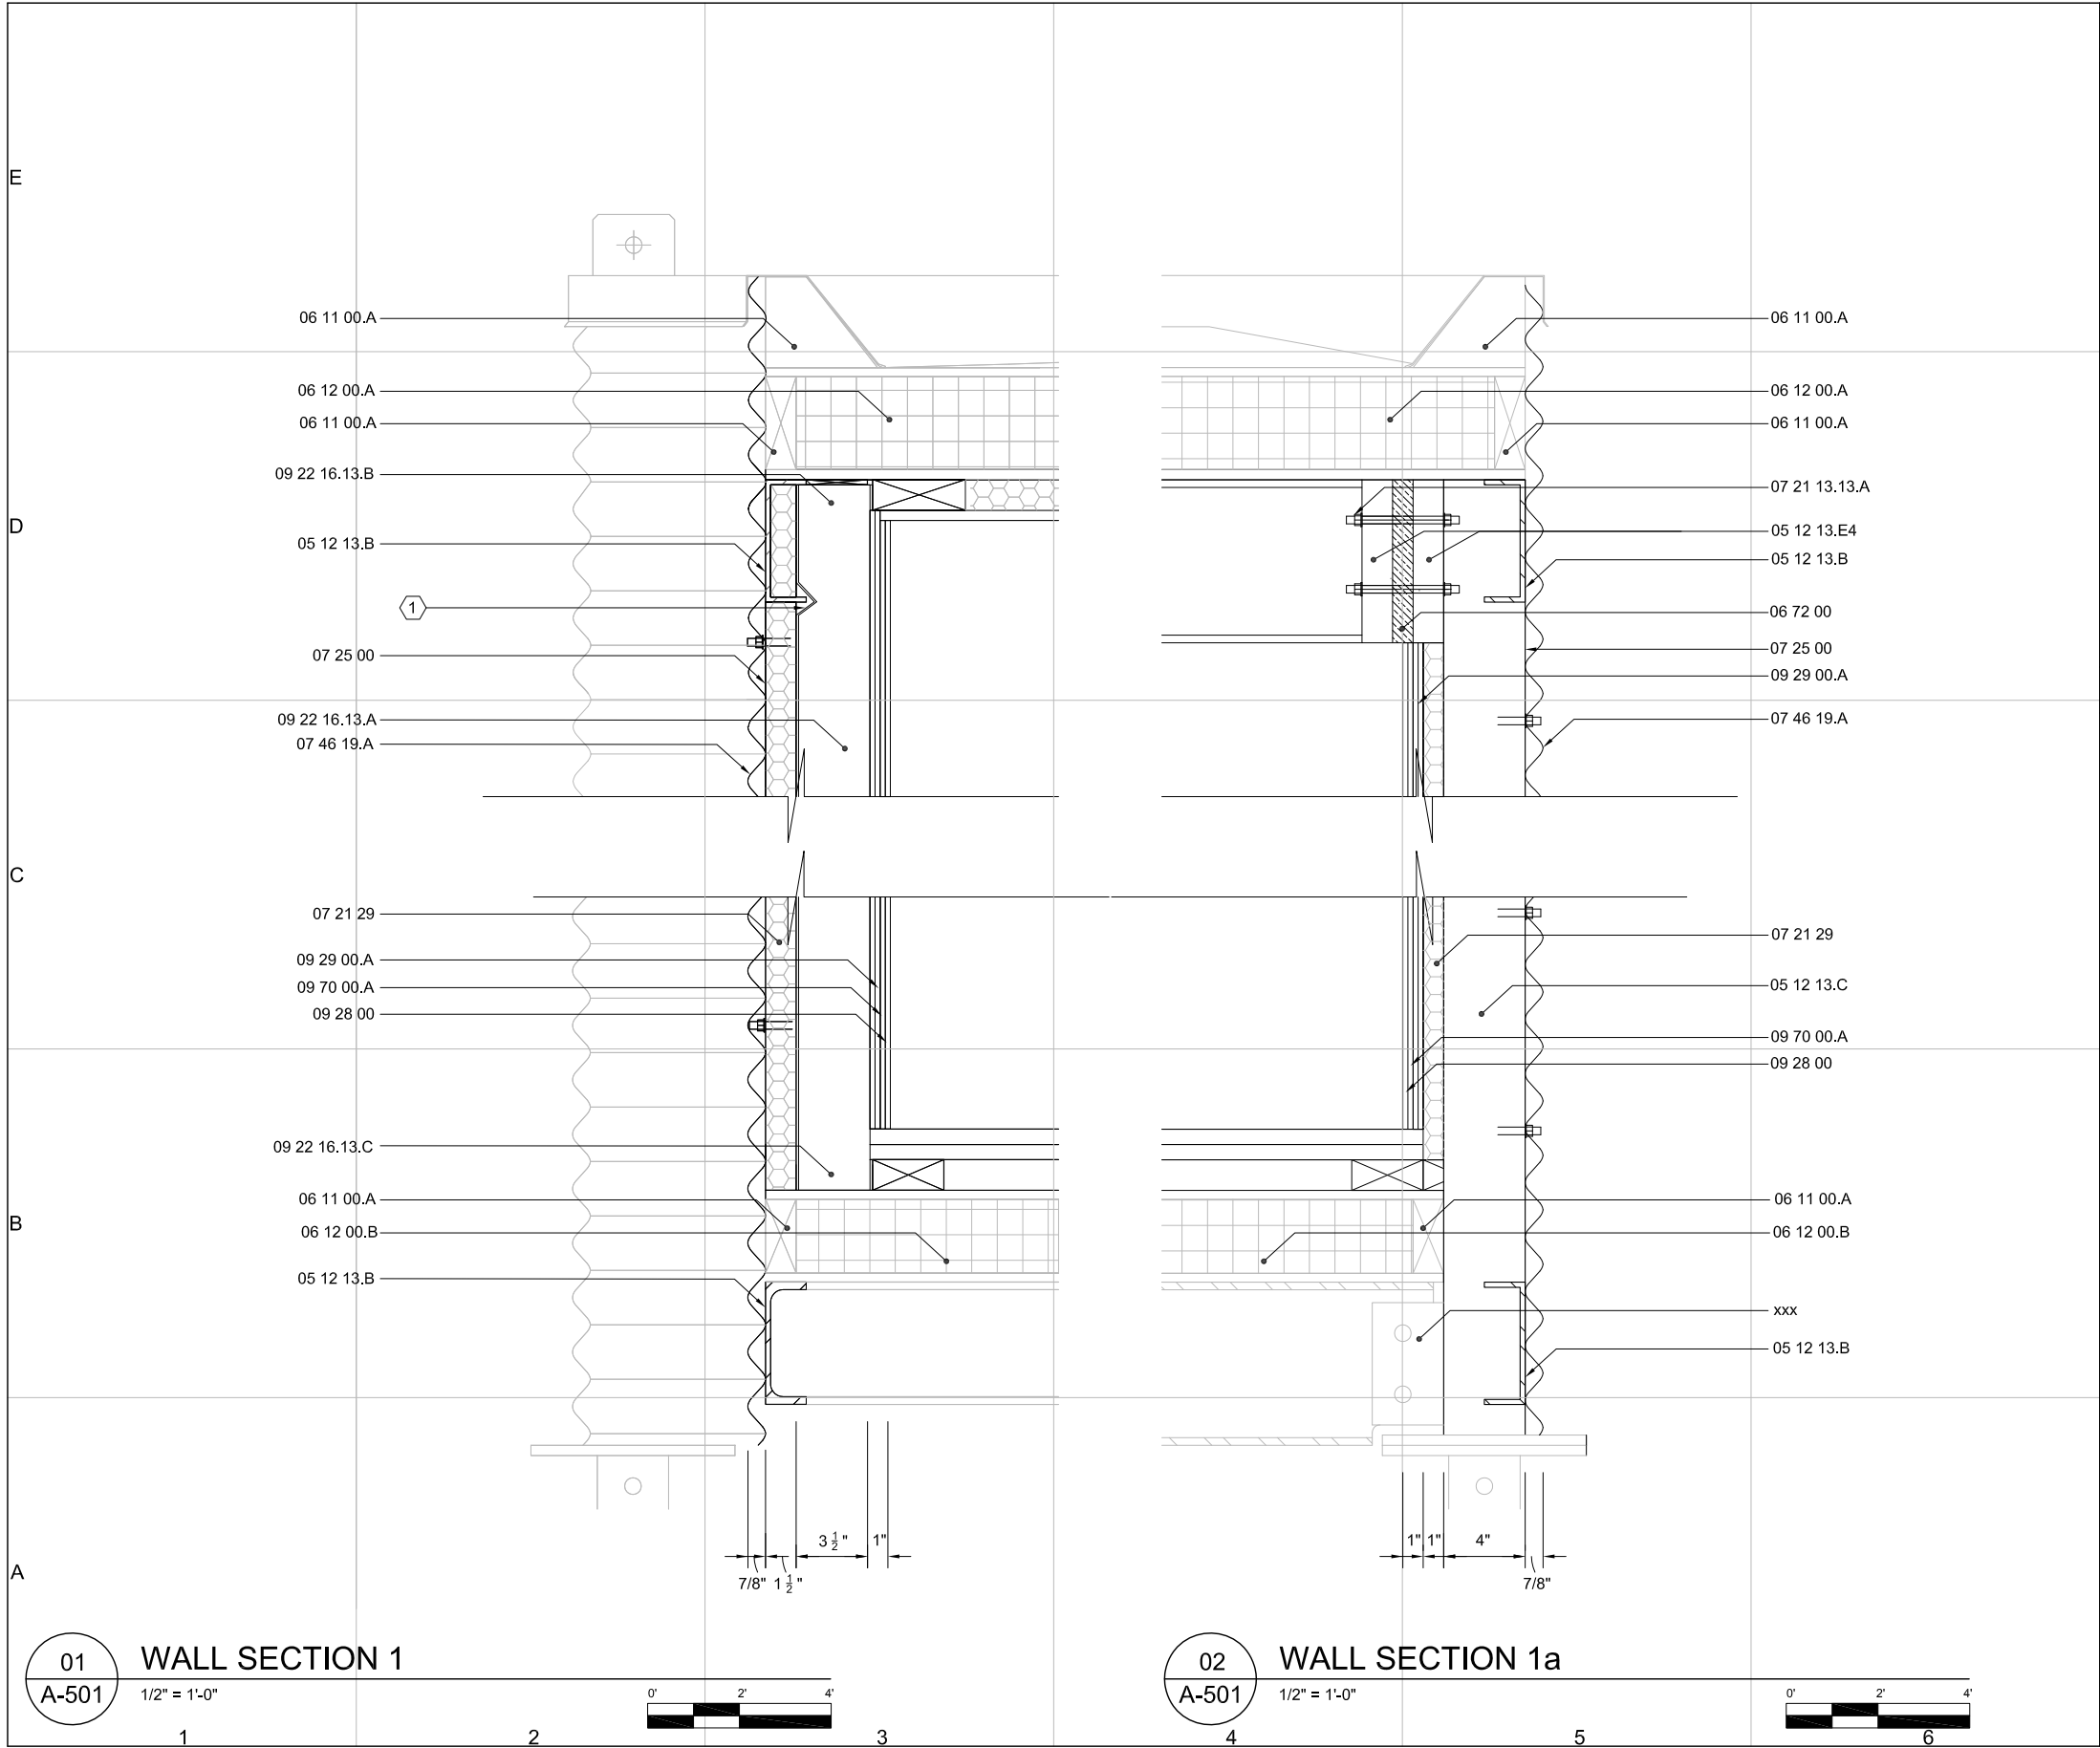 E
D
C
B
A
06 11 00.A
06 12 00.A
06 11 00.A
09 22 16.13.B
05 12 13.B
1
07 25 00
09 22 16.13.A
07 46 19.A
07 21 29
09 29 00.A
09 70 00.A
09 28 00
09 22 16.13.C
06 11 00.A
06 12 00.B
05 12 13.B
7/8" 1 1/2" 3 1/2" 1"
06 11 00.A
06 12 00.A
06 11 00.A
07 21 13.13.A
05 12 13.E4
05 12 13.B
06 72 00
07 25 00
09 29 00.A
07 46 19.A
07 21 29
05 12 13.C
09 70 00.A
09 28 00
06 11 00.A
06 12 00.B
xxx
05 12 13.B
1" 1" 4" 7/8"
01
A-501
WALL SECTION 1
1/2" = 1'-0"
0' 2' 4'
02
A-501
WALL SECTION 1a
1/2" = 1'-0"
0' 2' 4'
1 2 3 4 5 6